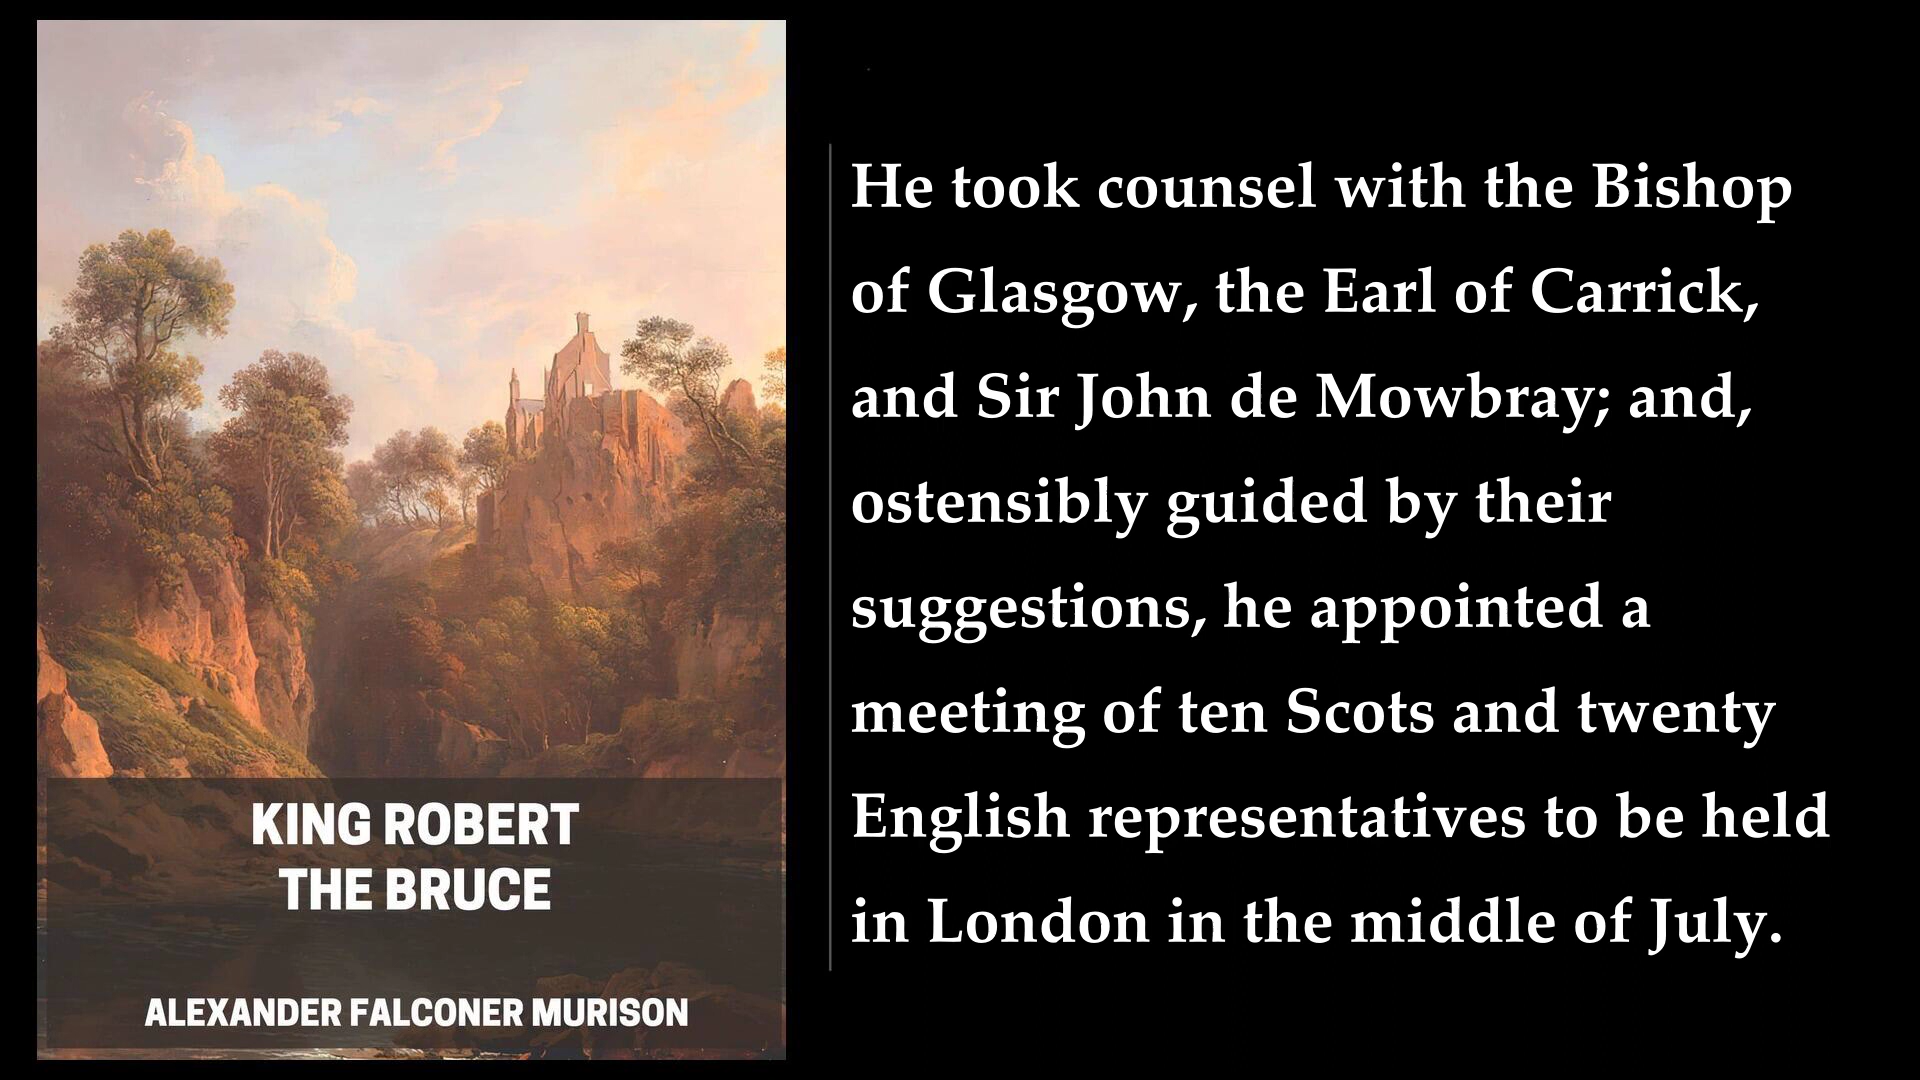 KING ROBERT
THE BRUCE
ALEXANDER FALCONER MURISON
He took counsel with the Bishop
of Glasgow, the Earl of Carrick,
and Sir John de Mowbray; and,
ostensibly guided by their
suggestions, he appointed a
meeting of ten Scots and twenty
English representatives to be held
in London in the middle of July.